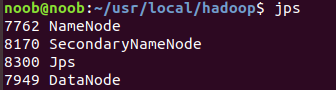 noob@noob:~/usr/local/hadoop$ jps
7762 NameNode
8170 SecondaryNameNode
8300 Jps
7949 DataNode